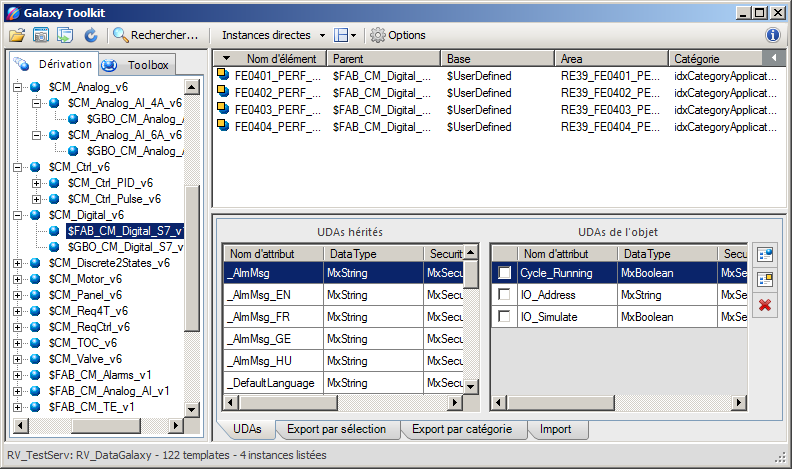 Galaxy Toolkit
Rechercher... Instances directes Options
Dérivation Toolbox
$CM_Analog_v6
$CM_Analog_AI_4A_v6
$GBO_CM_Analog_
$CM_Analog_AI_6A_v6
$GBO_CM_Analog_
$CM_Ctrl_v6
$CM_Ctrl_PID_v6
$CM_Ctrl_Pulse_v6
$CM_Digital_v6
$FAB_CM_Digital_S7_v
$GBO_CM_Digital_S7_v
$CM_Discrete2States_v6
$CM_Motor_v6
$CM_Panel_v6
$CM_Req4T_v6
$CM_ReqCtrl_v6
$CM_TOC_v6
$CM_Valve_v6
$FAB_CM_Alarms_v1
$FAB_CM_Analog_AI_v1
$FAB_CM_TE_v1
Nom d'élément Parent Base Area Catégorie
FE0401_PERF_... $FAB_CM_Digital_... $UserDefined RE39_FE0401_PE... idxCategoryApplicat...
FE0402_PERF_... $FAB_CM_Digital_... $UserDefined RE39_FE0402_PE... idxCategoryApplicat...
FE0403_PERF_... $FAB_CM_Digital_... $UserDefined RE39_FE0403_PE... idxCategoryApplicat...
FE0404_PERF_... $FAB_CM_Digital_... $UserDefined RE39_FE0404_PE... idxCategoryApplicat...
UDAs hérités
Nom d'attribut DataType Securit
_AlmMsg MxString MxSecu
_AlmMsg_EN MxString MxSecu
_AlmMsg_FR MxString MxSecu
_AlmMsg_GE MxString MxSecu
_AlmMsg_HU MxString MxSecu
_DefaultLanguage MxString MxSecu
UDAs de l'objet
Nom d'attribut DataType Secu
Cycle_Running MxBoolean MxSe
IO_Address MxString MxSe
IO_Simulate MxBoolean MxSe
UDAs Export par sélection Export par catégorie Import
RV_TestServ: RV_DataGalaxy - 122 templates - 4 instances listées